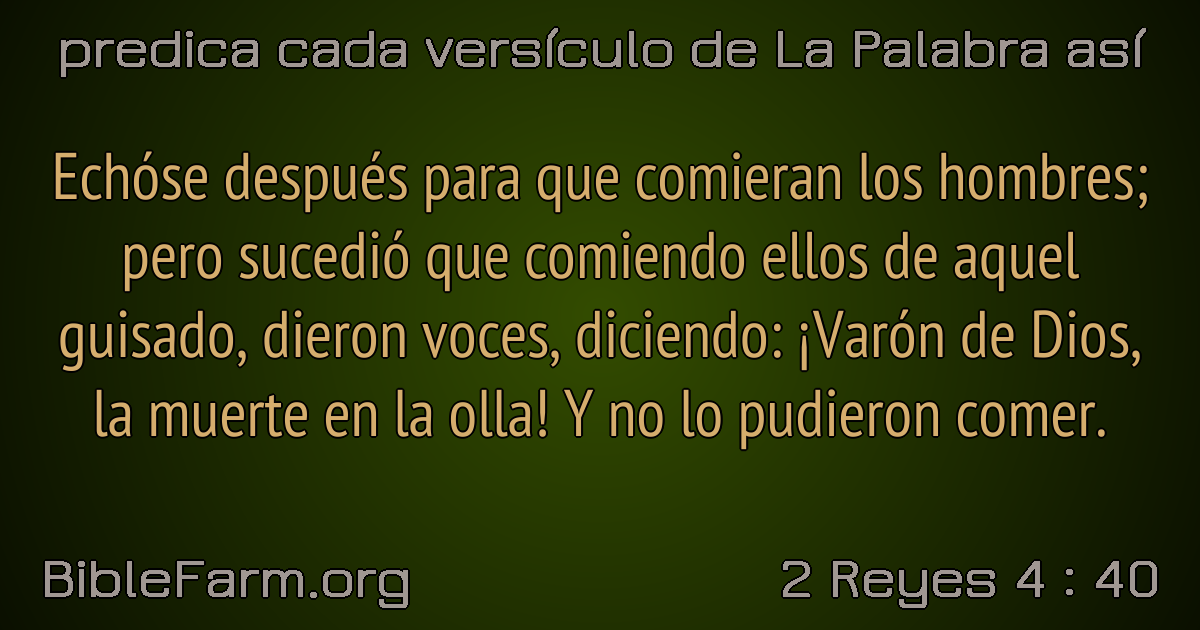 predica cada versículo de La Palabra así
Echóse después para que comieran los hombres;
pero sucedió que comiendo ellos de aquel
guisado, dieron voces, diciendo: ¡Varón de Dios,
la muerte en la olla! Y no lo pudieron comer.
BibleFarm.org
2 Reyes 4 : 40